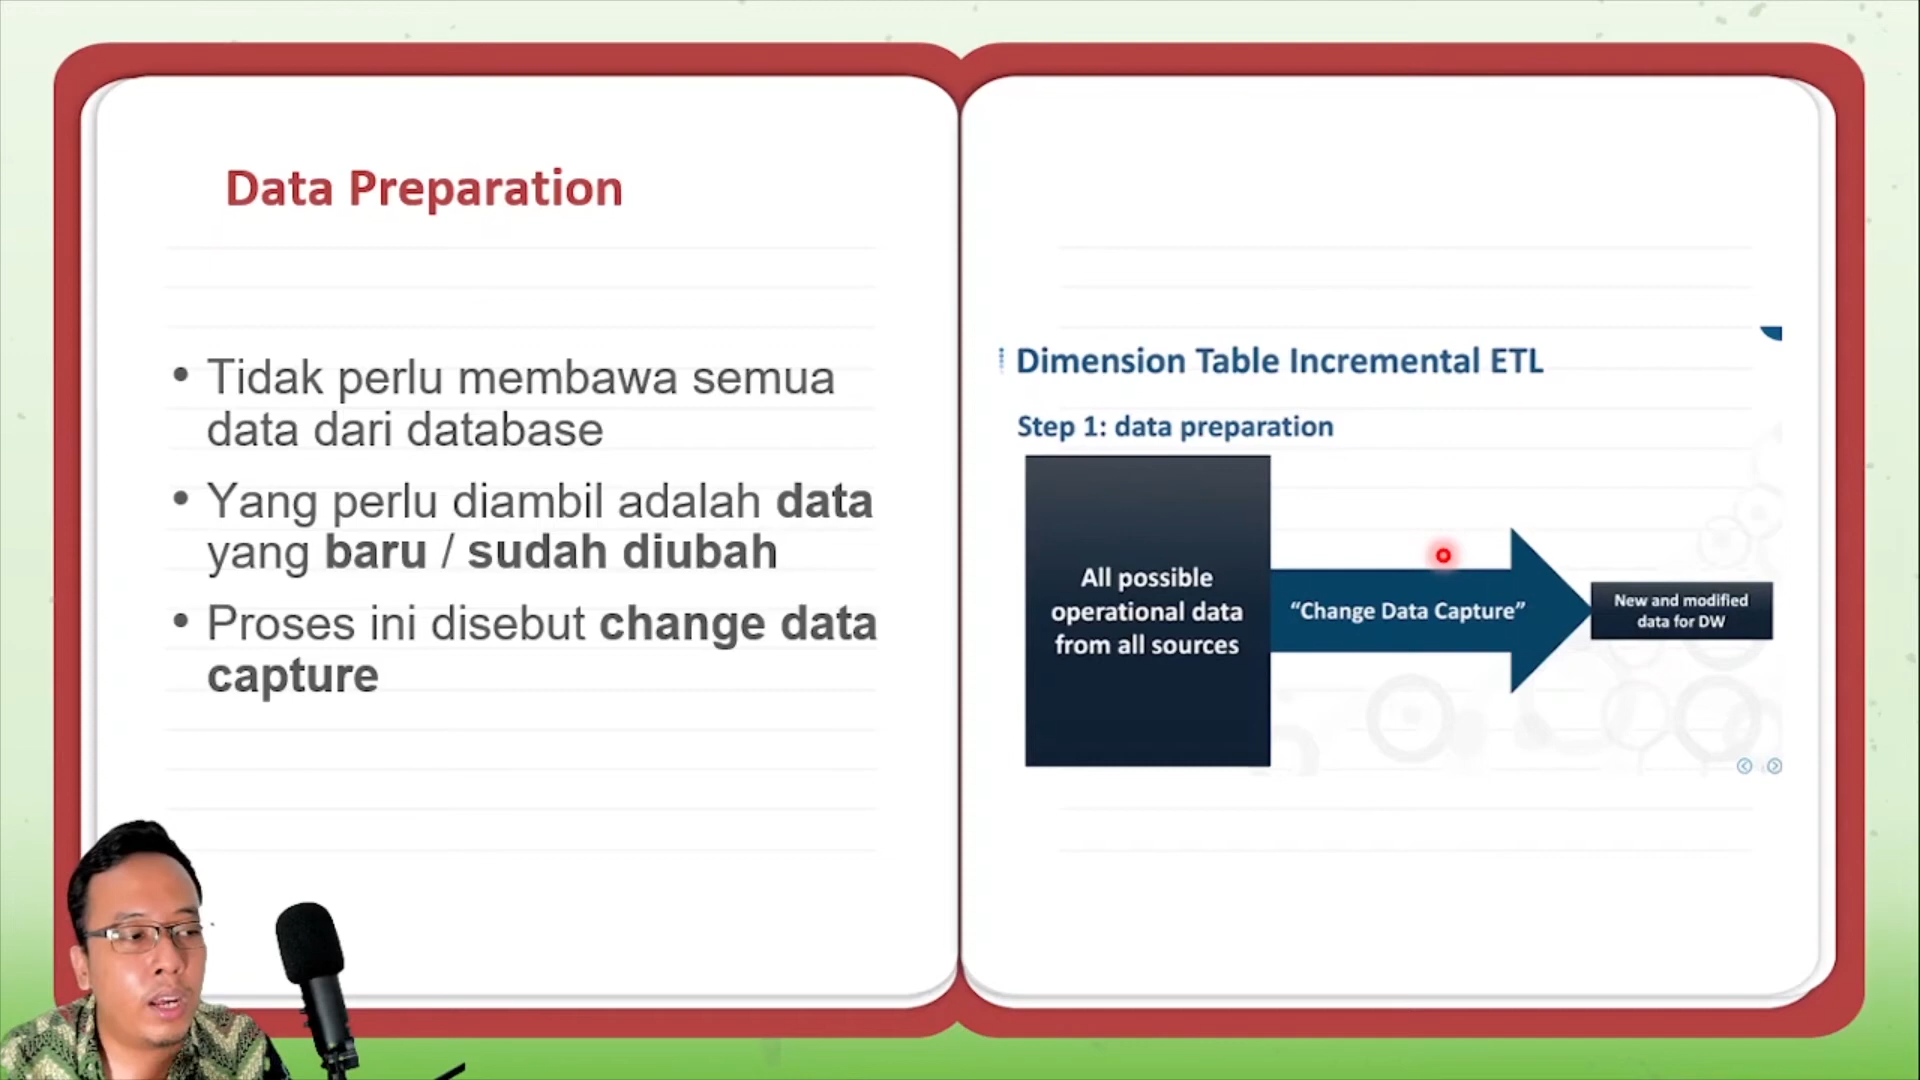 Data Preparation
• Tidak perlu membawa semua
data dari database
• Yang perlu diambil adalah data
yang baru / sudah diubah
• Proses ini disebut change data
capture
Dimension Table Incremental ETL
Step 1: data preparation
All possible
operational data
from all sources
“Change Data Capture”
New and modified
data for DW